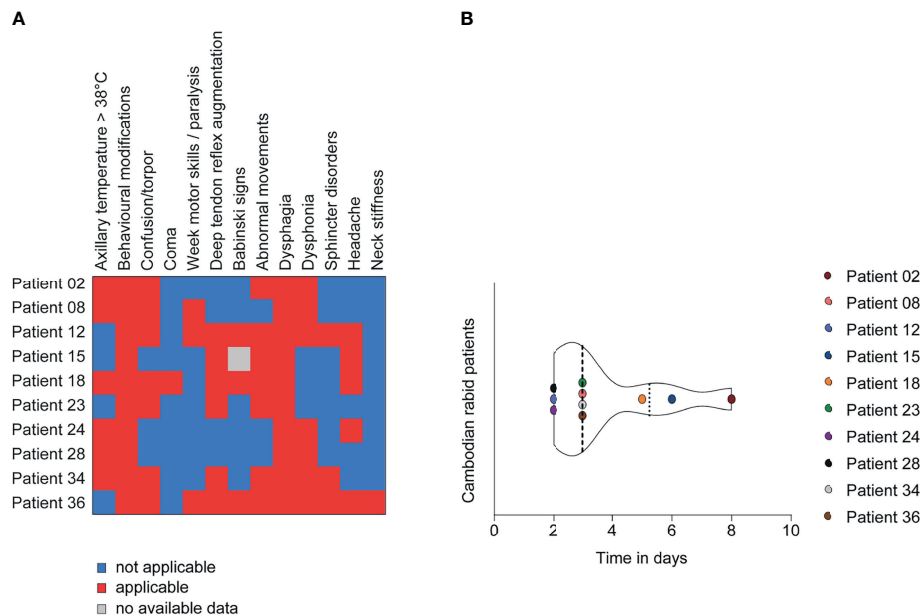 A
B
Axillary temperature > 38°C
Behavioural modifications
Confusion/torpor
Coma
Week motor skills / paralysis
Deep tendon reflex augmentation
Babinski signs
Abnormal movements
Dysphagia
Dysphonia
Sphincter disorders
Headache
Neck stiffness
Patient 02
Patient 08
Patient 12
Patient 15
Patient 18
Patient 23
Patient 24
Patient 28
Patient 34
Patient 36
not applicable
applicable
no available data
Cambodian rabid patients
0 2 4 6 8 10
Time in days
Patient 02
Patient 08
Patient 12
Patient 15
Patient 18
Patient 23
Patient 24
Patient 28
Patient 34
Patient 36